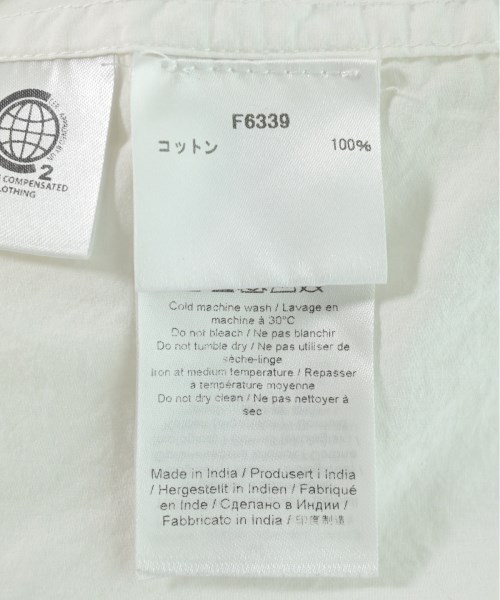 F6339
コットン 100%
2
COMPENSATED
LOTHING
Cold machine wash / Lavage en
machine à 30°C
Do not bleach / Ne pas blanchir
Do not tumble dry / Ne pas utiliser de
sèche-linge
Iron at medium temperature / Repasser
a température moyenne
Do not dry clean / Ne pas nettoyer à
sec
Made in India / Produsert i India
/ Hergestellt in Indien / Fabriqué
en Inde / Сделано в Индии /
Fabbricato in India / 印度制造